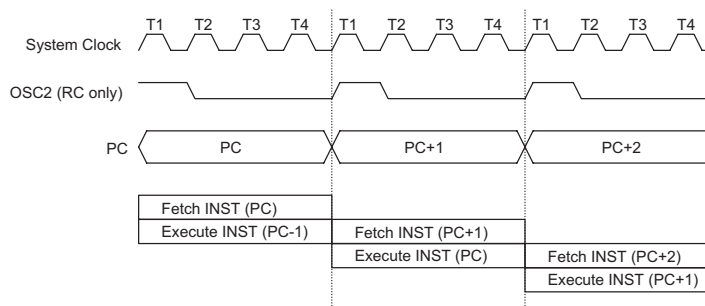 T1 T2 T3 T4 T1 T2 T3 T4 T1 T2 T3 T4
System Clock
OSC2 (RC only)
PC PC PC+1 PC+2
Fetch INST (PC)
Execute INST (PC-1) Fetch INST (PC+1)
Execute INST (PC) Fetch INST (PC+2)
Execute INST (PC+1)